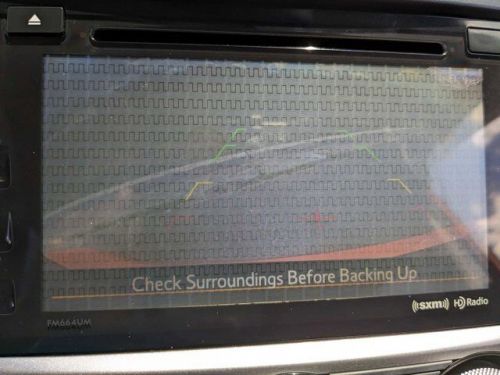 Check Surroundings Before Backing Up
((sxm)) HD Radio
FM664UM